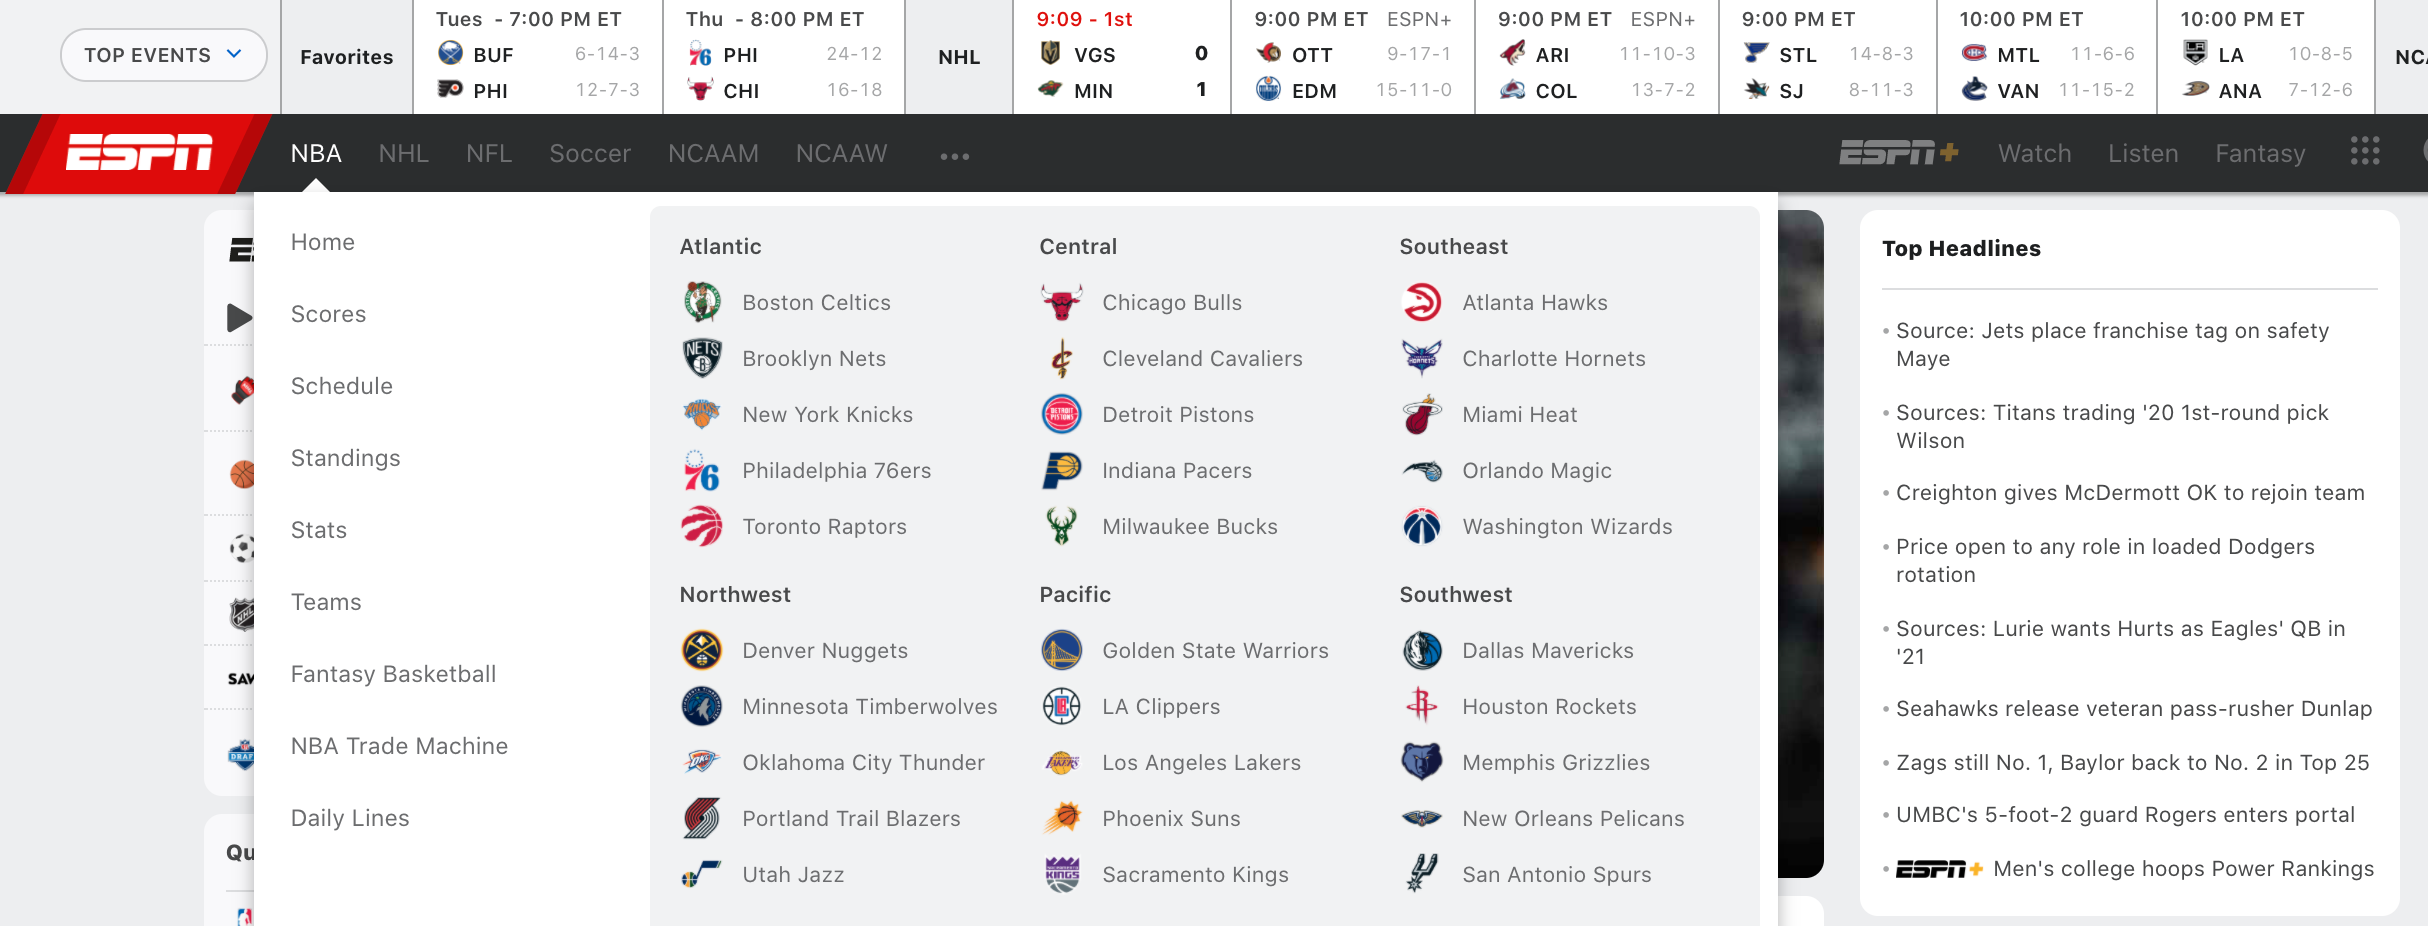 TOP EVENTS
Favorites
Tues - 7:00 PM ET
BUF 6-14-3
PHI 12-7-3
Thu - 8:00 PM ET
PHI 24-12
CHI 16-18
NHL
9:09 - 1st
VGS 0
MIN 1
9:00 PM ET ESPN+
OTT 9-17-1
EDM 15-11-0
9:00 PM ET ESPN+
ARI 11-10-3
COL 13-7-2
9:00 PM ET
STL 14-8-3
SJ 8-11-3
10:00 PM ET
MTL 11-6-6
VAN 11-15-2
10:00 PM ET
LA 10-8-5
ANA 7-12-6
ESPN NBA NHL NFL Soccer NCAAM NCAAW ... ESPN+ Watch Listen Fantasy
Home
Scores
Schedule
Standings
Stats
Teams
Fantasy Basketball
NBA Trade Machine
Daily Lines
Atlantic
Boston Celtics
Brooklyn Nets
New York Knicks
Philadelphia 76ers
Toronto Raptors
Central
Chicago Bulls
Cleveland Cavaliers
Detroit Pistons
Indiana Pacers
Milwaukee Bucks
Southeast
Atlanta Hawks
Charlotte Hornets
Miami Heat
Orlando Magic
Washington Wizards
Northwest
Denver Nuggets
Minnesota Timberwolves
Oklahoma City Thunder
Portland Trail Blazers
Utah Jazz
Pacific
Golden State Warriors
LA Clippers
Los Angeles Lakers
Phoenix Suns
Sacramento Kings
Southwest
Dallas Mavericks
Houston Rockets
Memphis Grizzlies
New Orleans Pelicans
San Antonio Spurs
Top Headlines
• Source: Jets place franchise tag on safety
Maye
• Sources: Titans trading '20 1st-round pick
Wilson
• Creighton gives McDermott OK to rejoin team
• Price open to any role in loaded Dodgers
rotation
• Sources: Lurie wants Hurts as Eagles' QB in
'21
• Seahawks release veteran pass-rusher Dunlap
• Zags still No. 1, Baylor back to No. 2 in Top 25
• UMBC's 5-foot-2 guard Rogers enters portal
• ESPN+ Men's college hoops Power Rankings